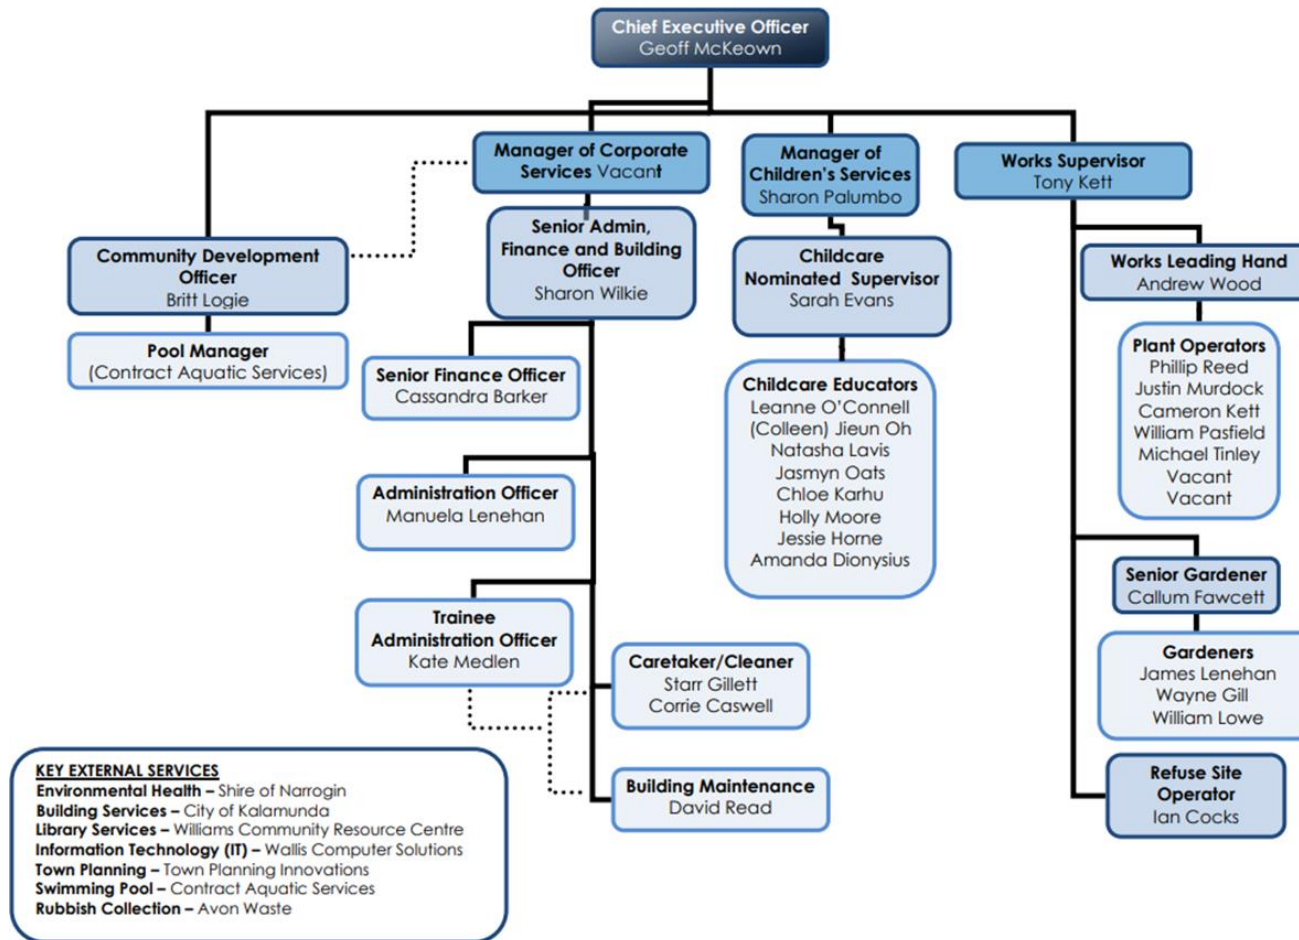 Chief Executive Officer
Geoff McKeown
Manager of Corporate
Services Vacant
Manager of
Children's Services
Sharon Palumbo
Works Supervisor
Tony Kett
Community Development
Officer
Britt Logie
Pool Manager
(Contract Aquatic Services)
Senior Admin,
Finance and Building
Officer
Sharon Wilkie
Senior Finance Officer
Cassandra Barker
Administration Officer
Manuela Lenehan
Trainee
Administration Officer
Kate Medlen
Caretaker/Cleaner
Starr Gillett
Corrie Caswell
Building Maintenance
David Read
Childcare
Nominated Supervisor
Sarah Evans
Childcare Educators
Leanne O'Connell
(Colleen) Jieun Oh
Natasha Lavis
Jasmyn Oats
Chloe Karhu
Holly Moore
Jessie Horne
Amanda Dionysius
Works Leading Hand
Andrew Wood
Plant Operators
Phillip Reed
Justin Murdock
Cameron Kett
William Pasfield
Michael Tinley
Vacant
Vacant
Senior Gardener
Callum Fawcett
Gardeners
James Lenehan
Wayne Gill
William Lowe
Refuse Site
Operator
Ian Cocks
KEY EXTERNAL SERVICES
Environmental Health – Shire of Narrogin
Building Services – City of Kalamunda
Library Services – Williams Community Resource Centre
Information Technology (IT) – Wallis Computer Solutions
Town Planning – Town Planning Innovations
Swimming Pool – Contract Aquatic Services
Rubbish Collection – Avon Waste